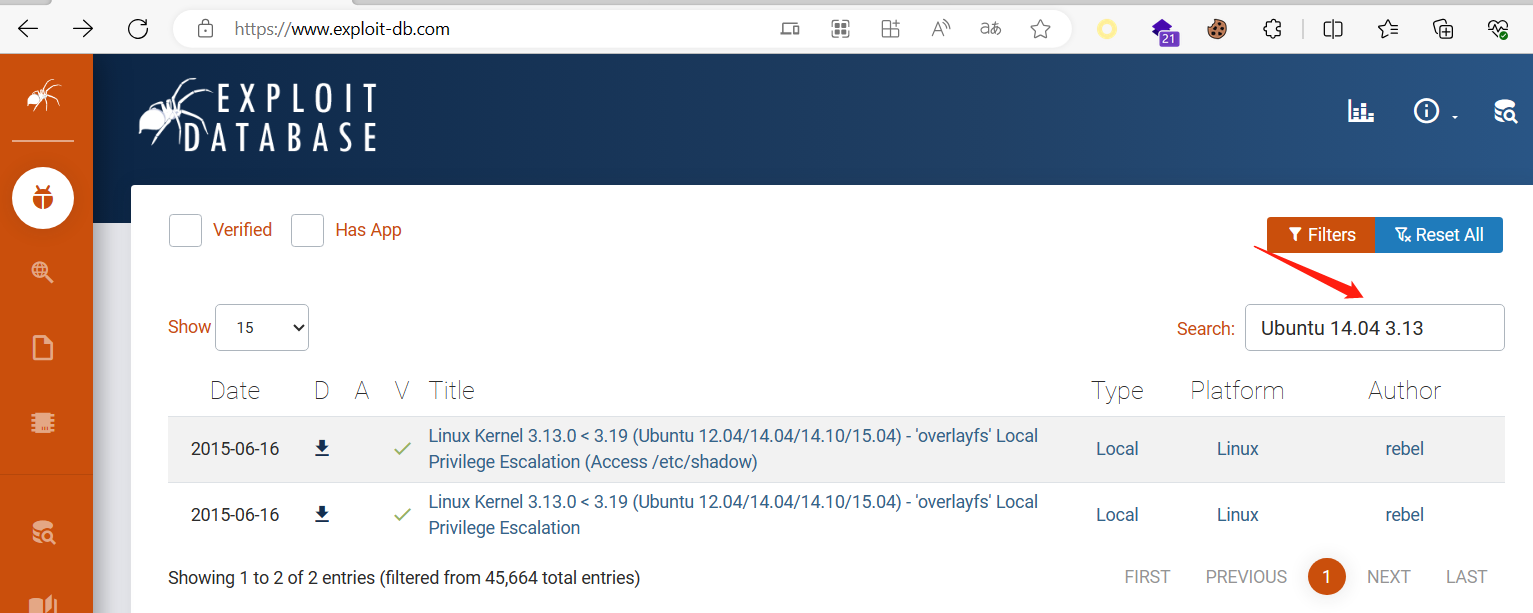 https://www.exploit-db.com
A
aあ
21
EXPLOIT
DATABASE
Verified
Has App
Filters
Reset All
Show
15
Search:
Ubuntu 14.04 3.13
Date D A V Title Type Platform Author
2015-06-16
Linux Kernel 3.13.0 < 3.19 (Ubuntu 12.04/14.04/14.10/15.04) - 'overlayfs' Local
Privilege Escalation (Access /etc/shadow)
Local
Linux
rebel
2015-06-16
Linux Kernel 3.13.0 < 3.19 (Ubuntu 12.04/14.04/14.10/15.04) - 'overlayfs' Local
Privilege Escalation
Local
Linux
rebel
Showing 1 to 2 of 2 entries (filtered from 45,664 total entries)
FIRST PREVIOUS 1 NEXT LAST